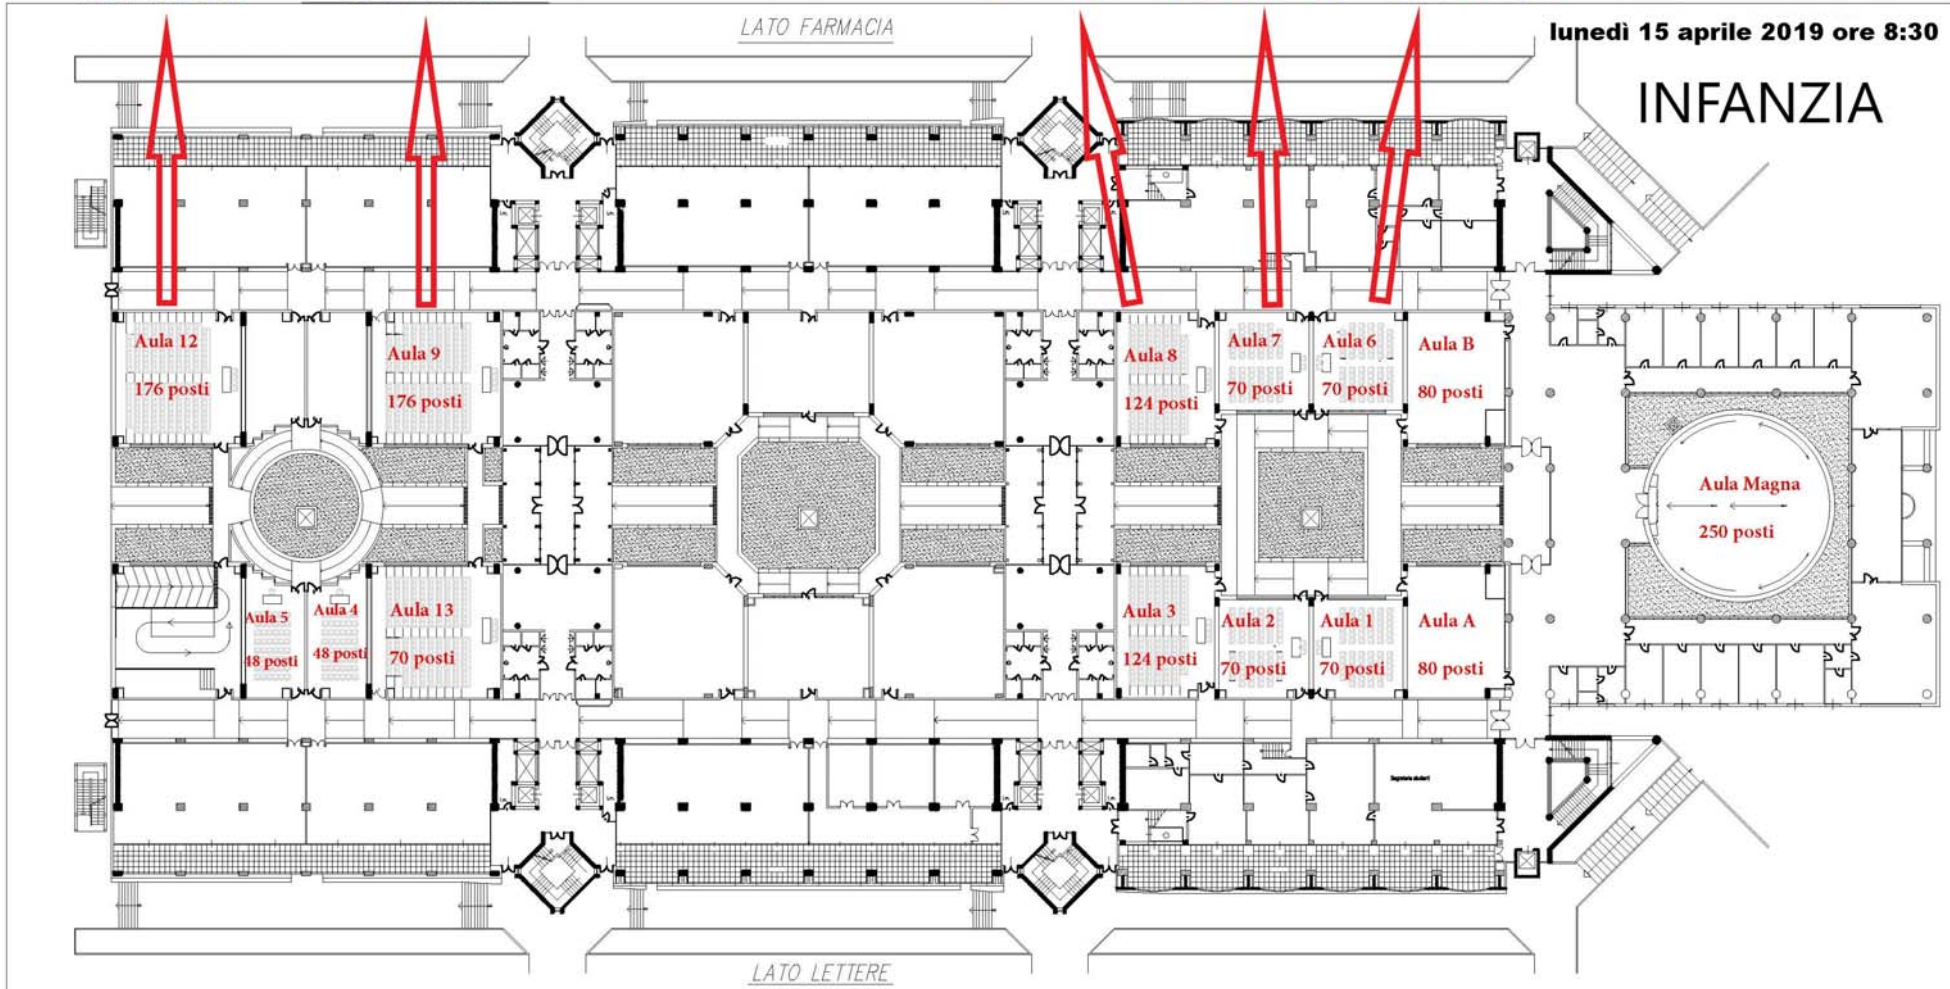 LATO FARMACIA
lunedì 15 aprile 2019 ore 8:30
INFANZIA
Aula 12
176 posti
Aula 9
176 posti
Aula 8
124 posti
Aula 7
70 posti
Aula 6
70 posti
Aula B
80 posti
Aula Magna
250 posti
Aula 5
48 posti
Aula 4
48 posti
Aula 13
70 posti
Aula 3
124 posti
Aula 2
70 posti
Aula 1
70 posti
Aula A
80 posti
Segreteria studenti
LATO LETTERE